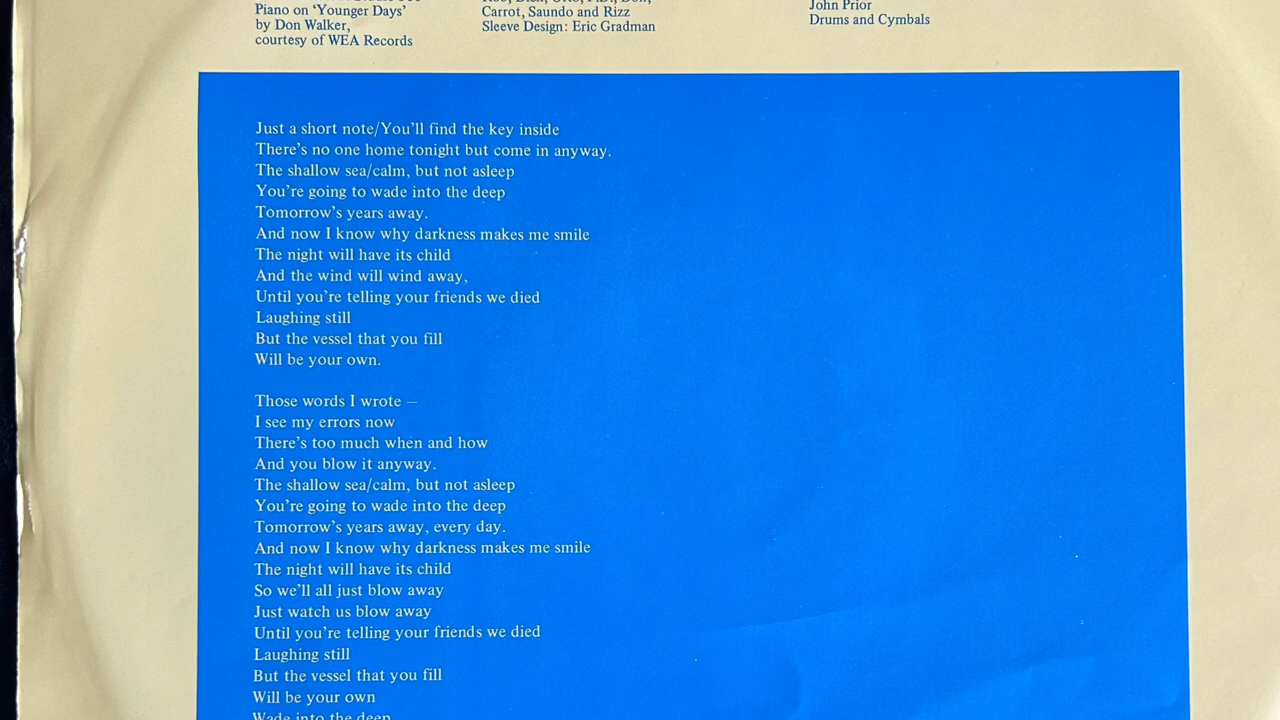 Piano on ‘Younger Days’
by Don Walker,
courtesy of WEA Records
Carrot, Saundo and Rizz
Sleeve Design: Eric Gradman
John Prior
Drums and Cymbals
Just a short note/You’ll find the key inside
There’s no one home tonight but come in anyway.
The shallow sea/calm, but not asleep
You’re going to wade into the deep
Tomorrow’s years away.
And now I know why darkness makes me smile
The night will have its child
And the wind will wind away,
Until you’re telling your friends we died
Laughing still
But the vessel that you fill
Will be your own.
Those words I wrote –
I see my errors now
There’s too much when and how
And you blow it anyway.
The shallow sea/calm, but not asleep
You’re going to wade into the deep
Tomorrow’s years away, every day.
And now I know why darkness makes me smile
The night will have its child
So we’ll all just blow away
Just watch us blow away
Until you’re telling your friends we died
Laughing still
But the vessel that you fill
Will be your own
Wade into the deep